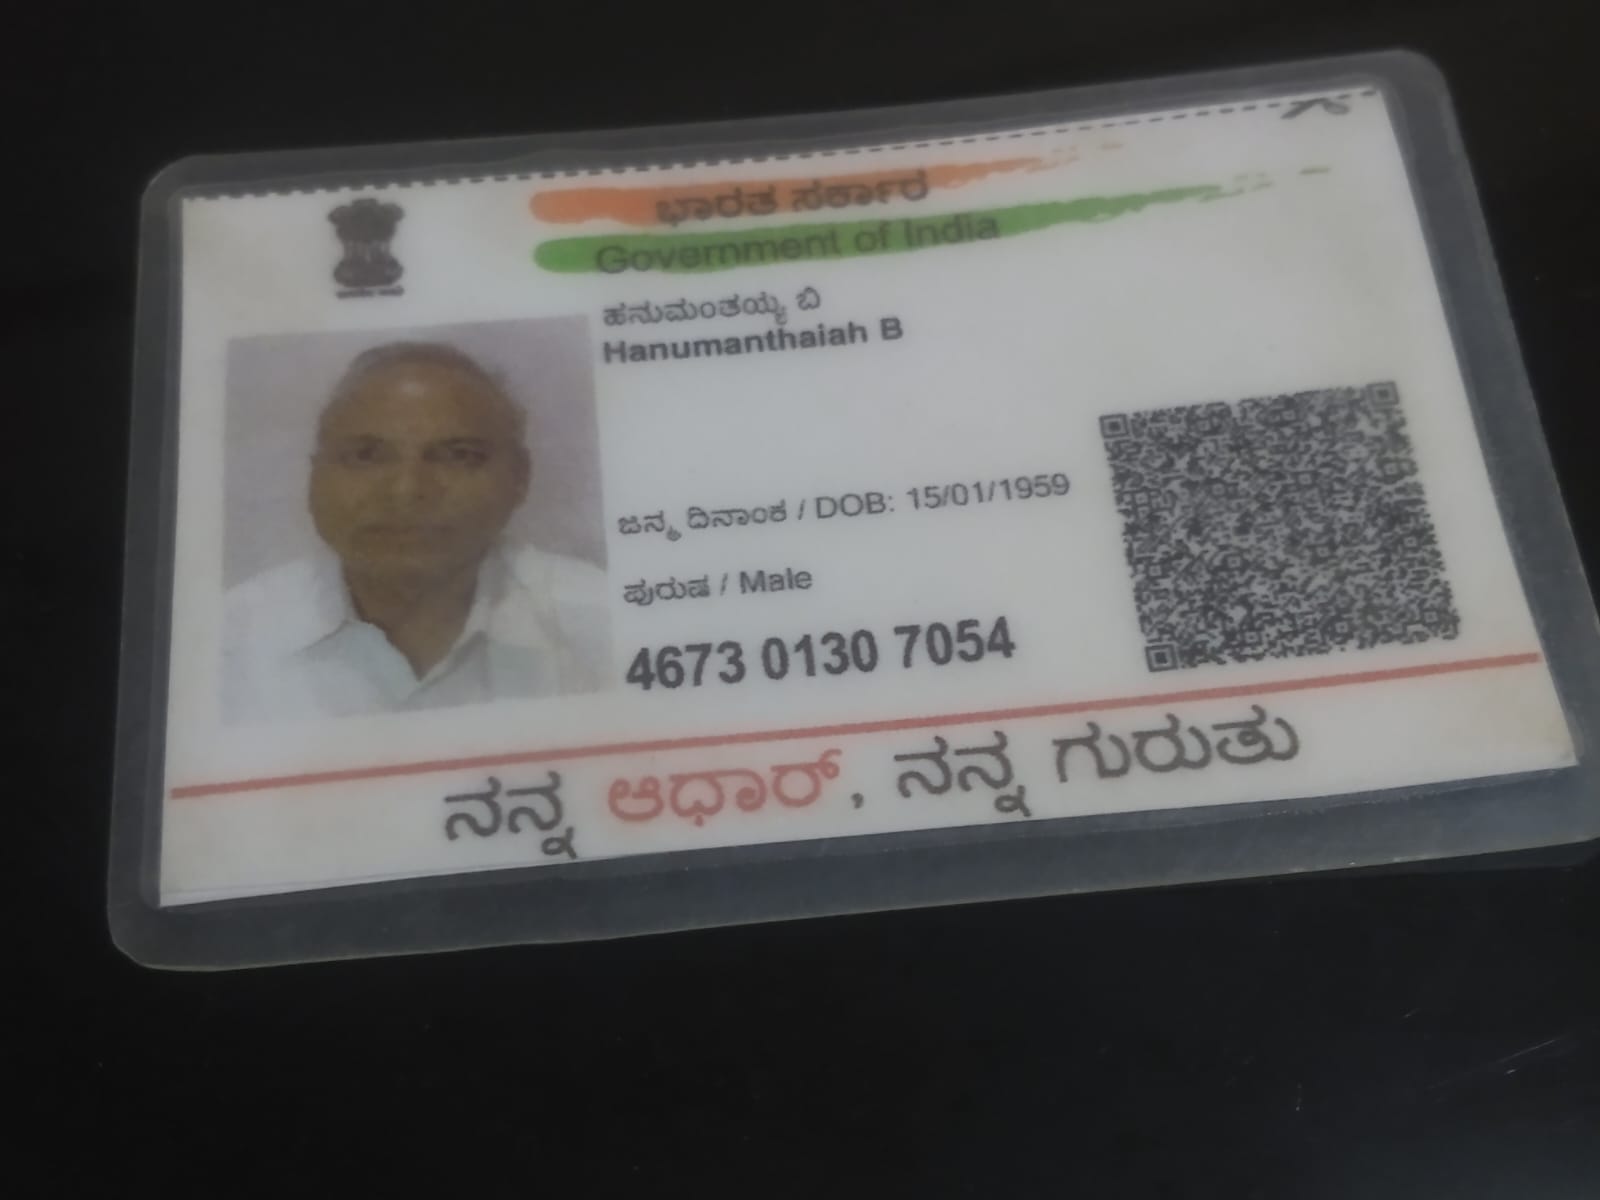 ಭಾರತ ಸರ್ಕಾರ
Government of India
ಹನುಮಂತಯ್ಯ ಬಿ
Hanumanthaiah B
ಜನ್ಮ ದಿನಾಂಕ / DOB: 15/01/1959
ಪುರುಷ / Male
4673 0130 7054
ನನ್ನ ಆಧಾರ್, ನನ್ನ ಗುರುತು